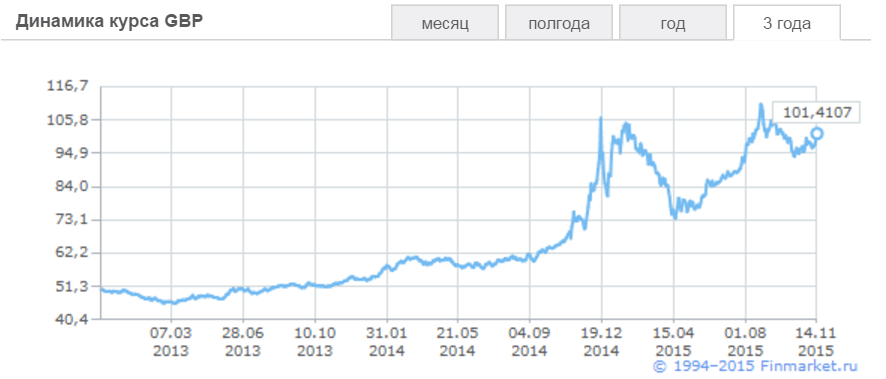 Динамика курса GBP
месяц
полгода
год
3 года
116,7
105,8
94,9
84,0
73,1
62,2
51,3
40,4
101,4107
07.03 28.06 10.10 31.01 21.05 04.09 19.12 15.04 01.08 14.11
2013 2013 2013 2014 2014 2014 2014 2015 2015 2015
© 1994-2015 Finmarket.ru